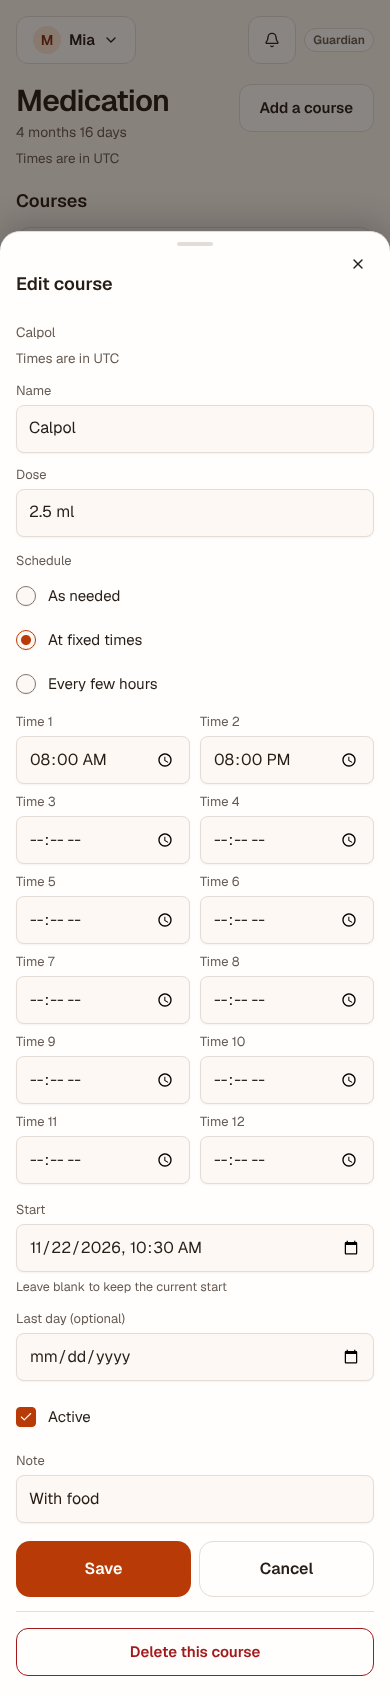 M Mia
Guardian
Medication
Add a course
4 months 16 days
Times are in UTC
Courses
Edit course
Calpol
Times are in UTC
Name
Calpol
Dose
2.5 ml
Schedule
As needed
At fixed times
Every few hours
Time 1 Time 2
08:00 AM 08:00 PM
Time 3 Time 4
--:-- -- --:-- --
Time 5 Time 6
--:-- -- --:-- --
Time 7 Time 8
--:-- -- --:-- --
Time 9 Time 10
--:-- -- --:-- --
Time 11 Time 12
--:-- -- --:-- --
Start
11/22/2026, 10:30 AM
Leave blank to keep the current start
Last day (optional)
mm/dd/yyyy
Active
Note
With food
Save Cancel
Delete this course